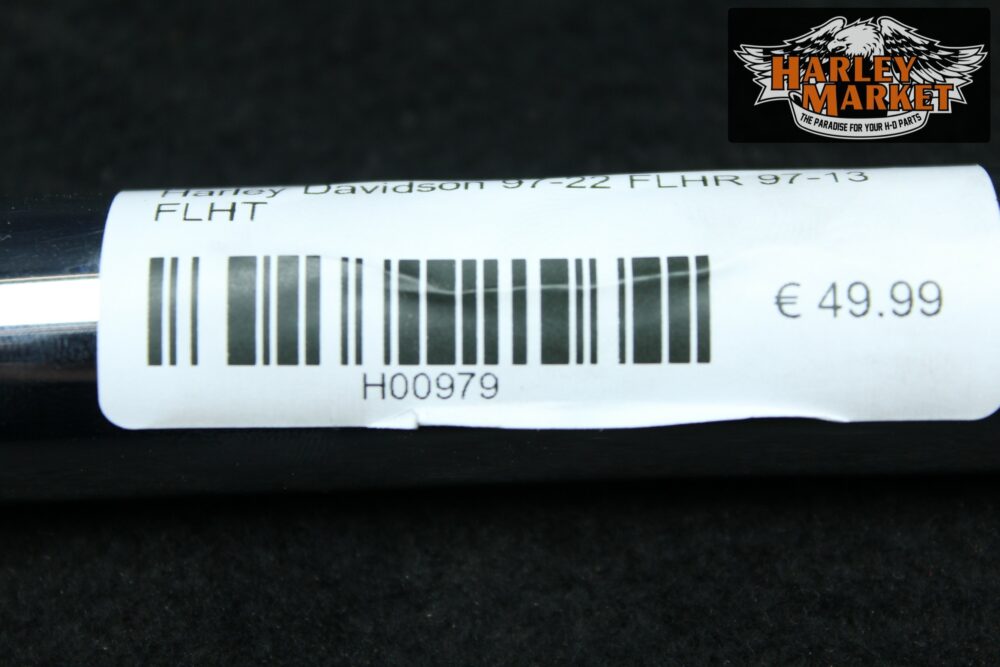 HARLEY
MARKET
THE PARADISE FOR YOUR H-D PARTS
Harley Davidson 97-22 FLHR 97-13
FLHT
€ 49.99
H00979